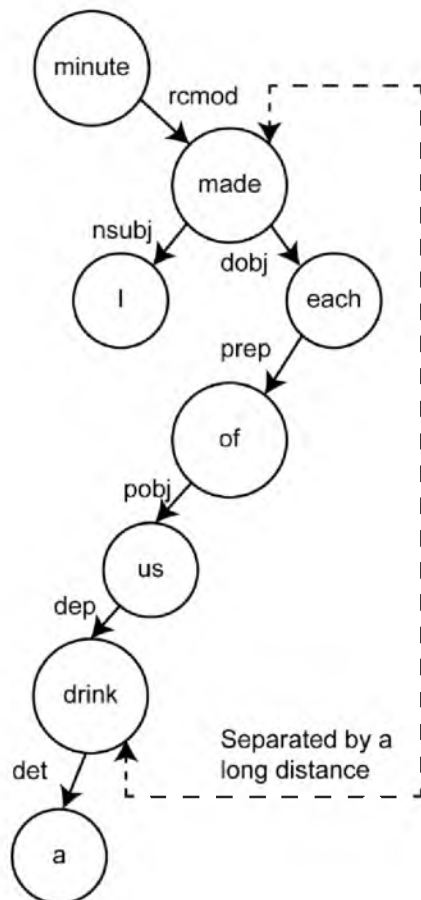 minute
rcmod
made
nsubj
dobj
I
each
prep
of
pobj
us
dep
drink
Separated by a
long distance
det
a